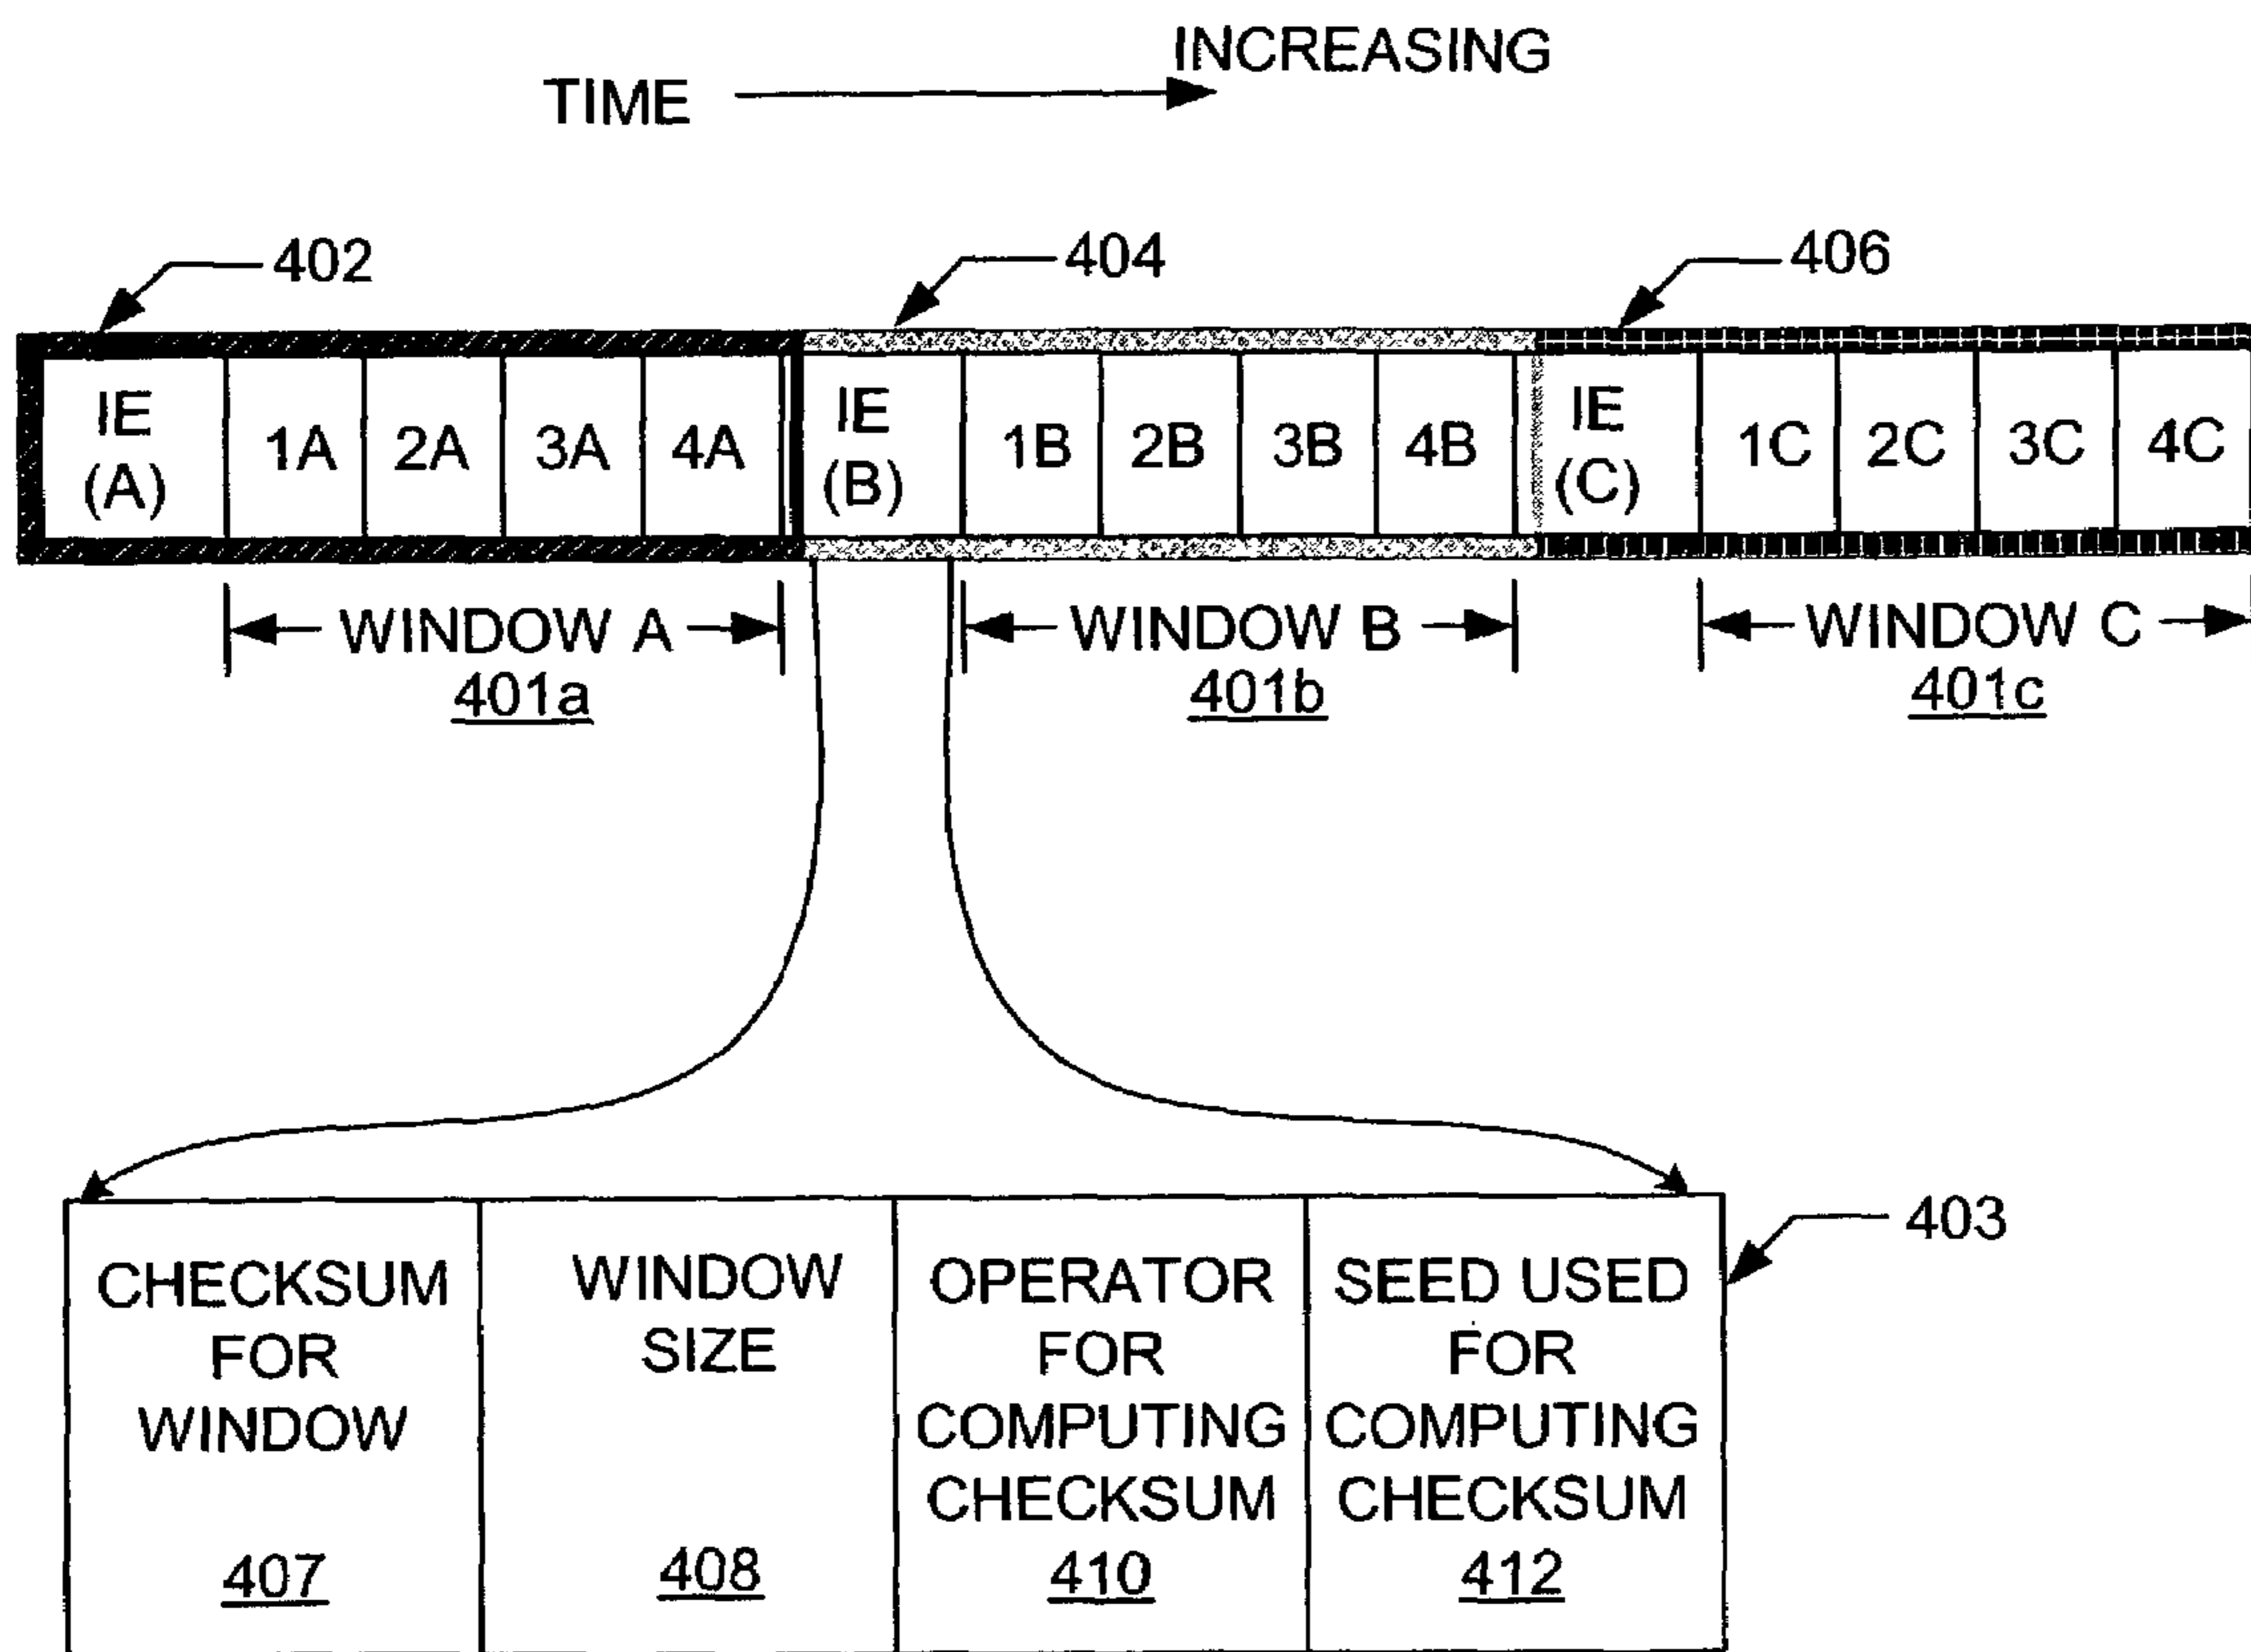 INCREASING
TIME
402
404
406
IE
(A)
1A
2A
3A
4A
IE
(B)
1B
2B
3B
4B
IE
(C)
1C
2C
3C
4C
WINDOW A
401a
WINDOW B
401b
WINDOW C
401c
403
CHECKSUM
FOR
WINDOW
407
WINDOW
SIZE
408
OPERATOR
FOR
COMPUTING
CHECKSUM
410
SEED USED
FOR
COMPUTING
CHECKSUM
412